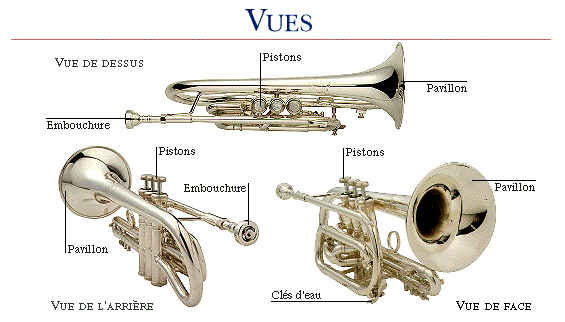 VUES
Pistons
VUE DE DESSUS
Pavillon
Embouchure
Pistons
Embouchure
Pavillon
VUE DE L'ARRIÈRE
Pistons
Pavillon
Clés d'eau
VUE DE FACE